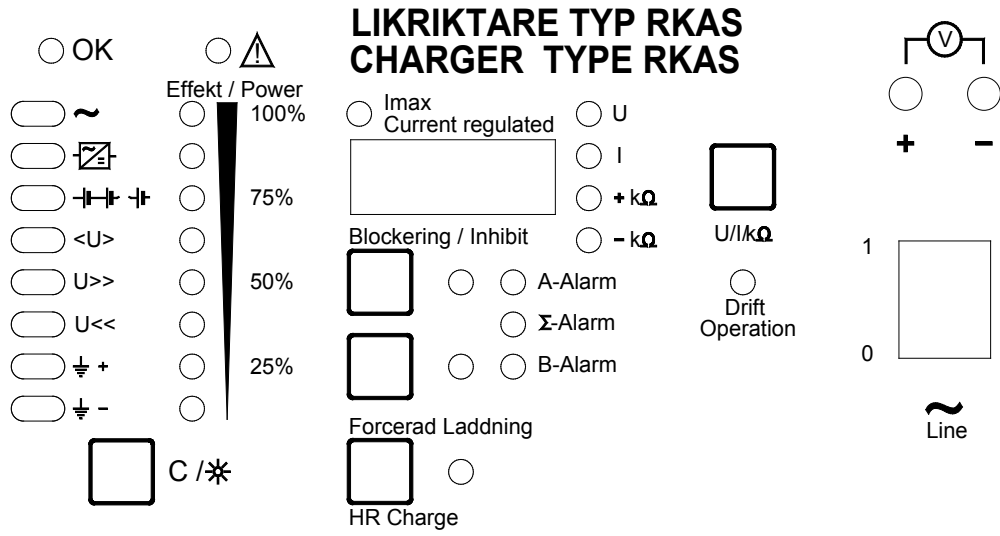 LIKRIKTARE TYP RKAS
CHARGER TYPE RKAS
OK
Effekt / Power
100%
75%
50%
25%
~
<U>
U>>
U<<
+
−
C /
Imax
Current regulated
U
I
+ kΩ
− kΩ
U/I/kΩ
Blockering / Inhibit
A-Alarm
Σ-Alarm
B-Alarm
Drift
Operation
Forcerad Laddning
HR Charge
V
+ −
1
0
~
Line